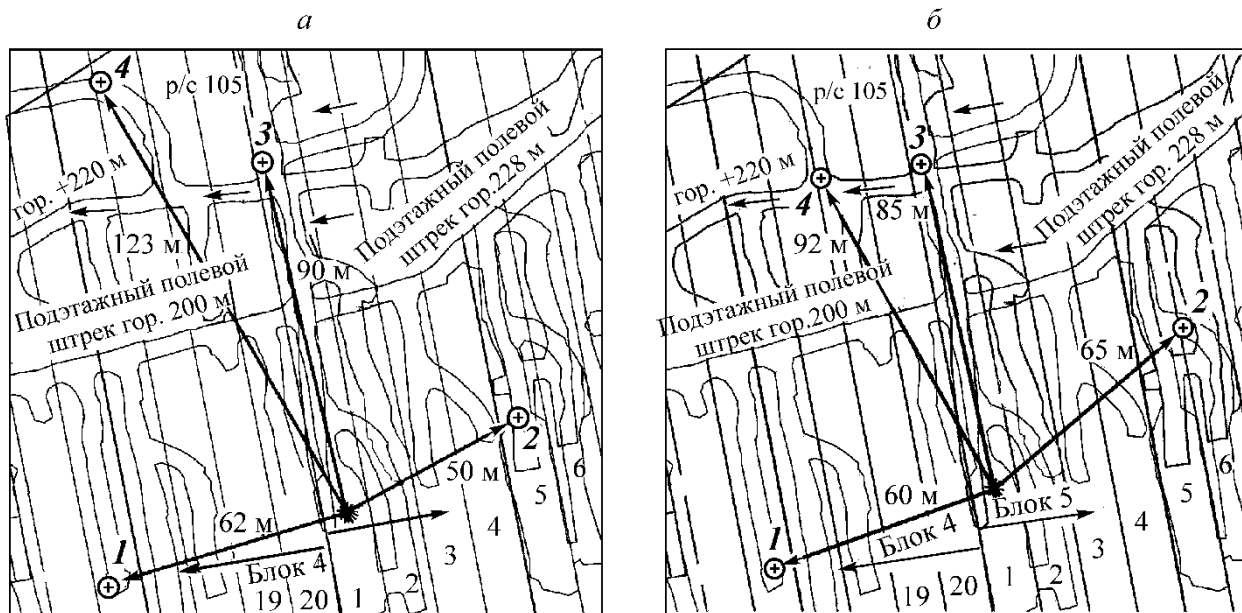 а
4
р/с 105
3
гор. +220 м
Подэтажный полевой
штрек гор.228 м
123 м
90 м
Подэтажный полевой
штрек гор. 200 м
2
50 м
6
5
4
62 м
3
1
Блок 4
2
19 20 1
б
р/с 105
3
гор. +220 м
4
85 м
Подэтажный полевой
штрек гор. 228 м
92 м
Подэтажный полевой
штрек гор.200 м
2
65 м
60 м
Блок 5
6
5
4
Блок 4
1
3
2
1
19 20